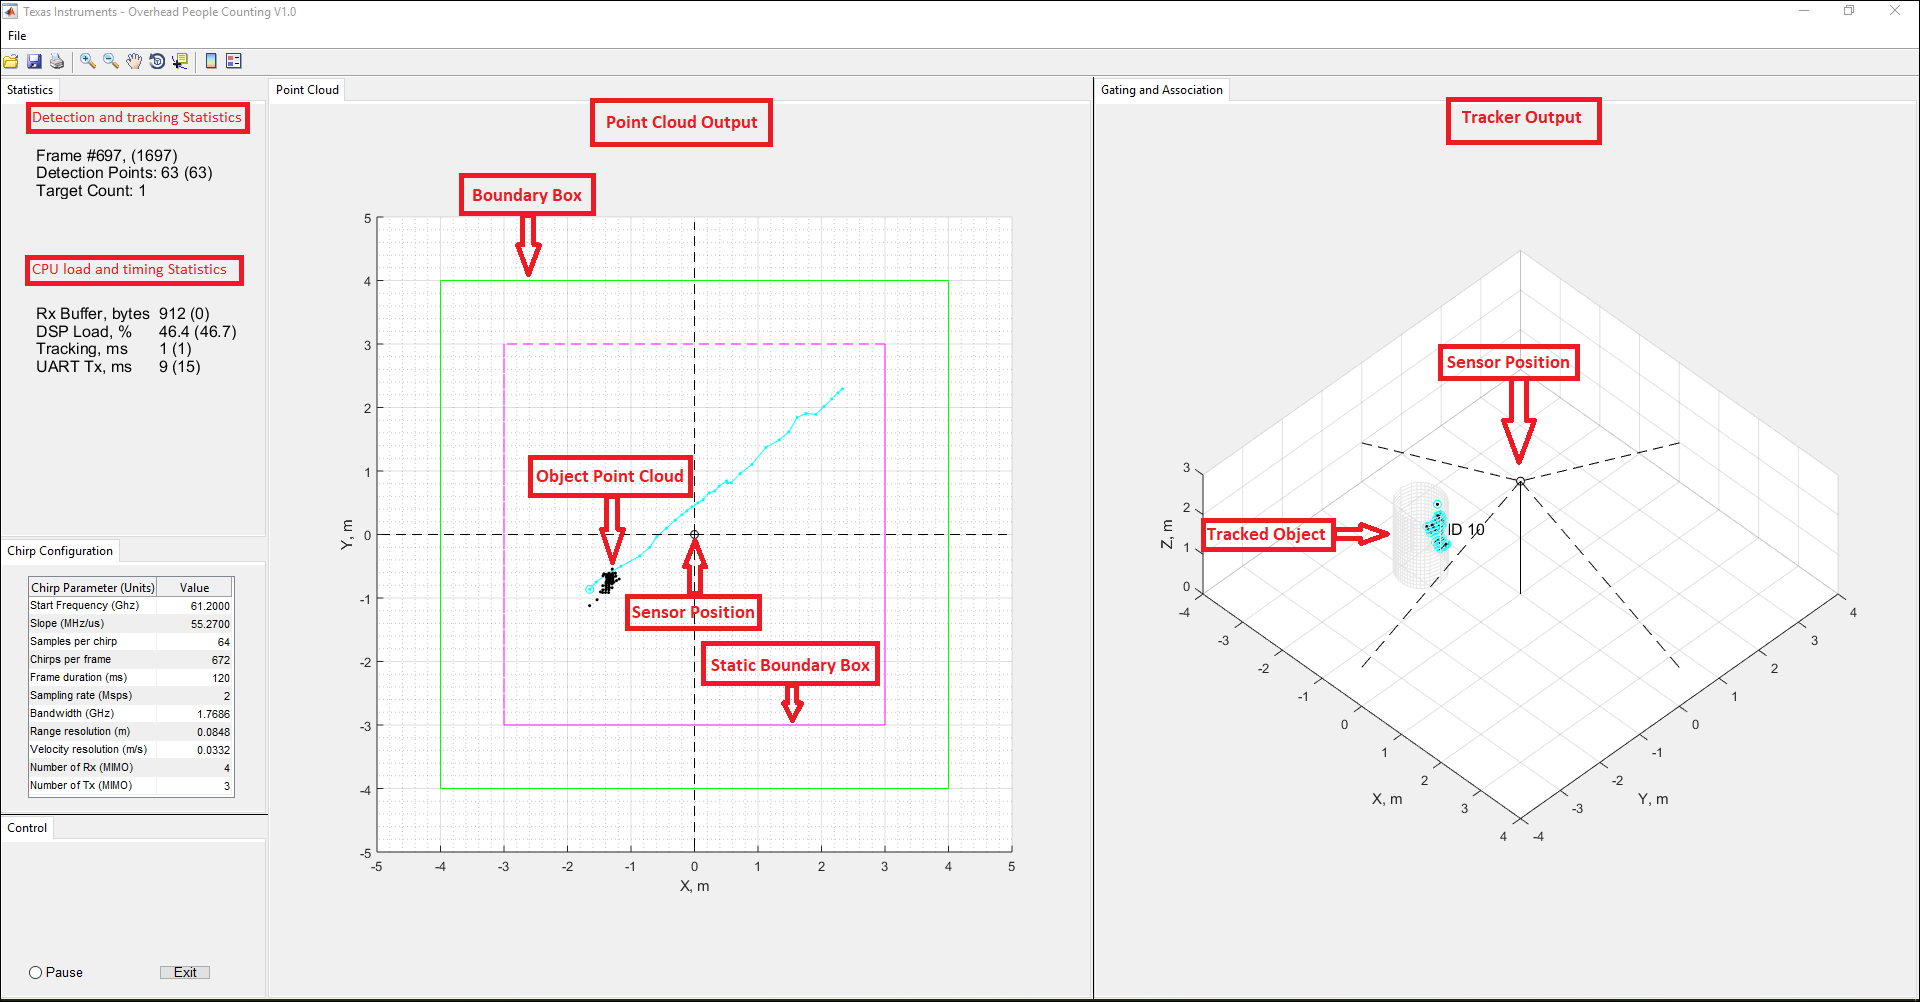 Texas Instruments - Overhead People Counting V1.0
File
Statistics
Detection and tracking Statistics
Frame #697, (1697)
Detection Points: 63 (63)
Target Count: 1
CPU load and timing Statistics
Rx Buffer, bytes 912 (0)
DSP Load, % 46.4 (46.7)
Tracking, ms 1 (1)
UART Tx, ms 9 (15)
Chirp Configuration
Chirp Parameter (Units) Value
Start Frequency (Ghz) 61.2000
Slope (MHz/us) 55.2700
Samples per chirp 64
Chirps per frame 672
Frame duration (ms) 120
Sampling rate (Msps) 2
Bandwidth (GHz) 1.7686
Range resolution (m) 0.0848
Velocity resolution (m/s) 0.0332
Number of Rx (MIMO) 4
Number of Tx (MIMO) 3
Control
Pause Exit
Point Cloud
Point Cloud Output
Boundary Box
Object Point Cloud
Sensor Position
Static Boundary Box
5
4
3
2
1
0
-1
-2
-3
-4
-5
Y, m
-5 -4 -3 -2 -1 0 1 2 3 4 5
X, m
Gating and Association
Tracker Output
Sensor Position
Tracked Object
ID 10
3
2
1
0
Z, m
-4
-3
-2
-1
0
1
2
3
4
X, m
4
3
2
1
0
-1
-2
-3
-4
Y, m